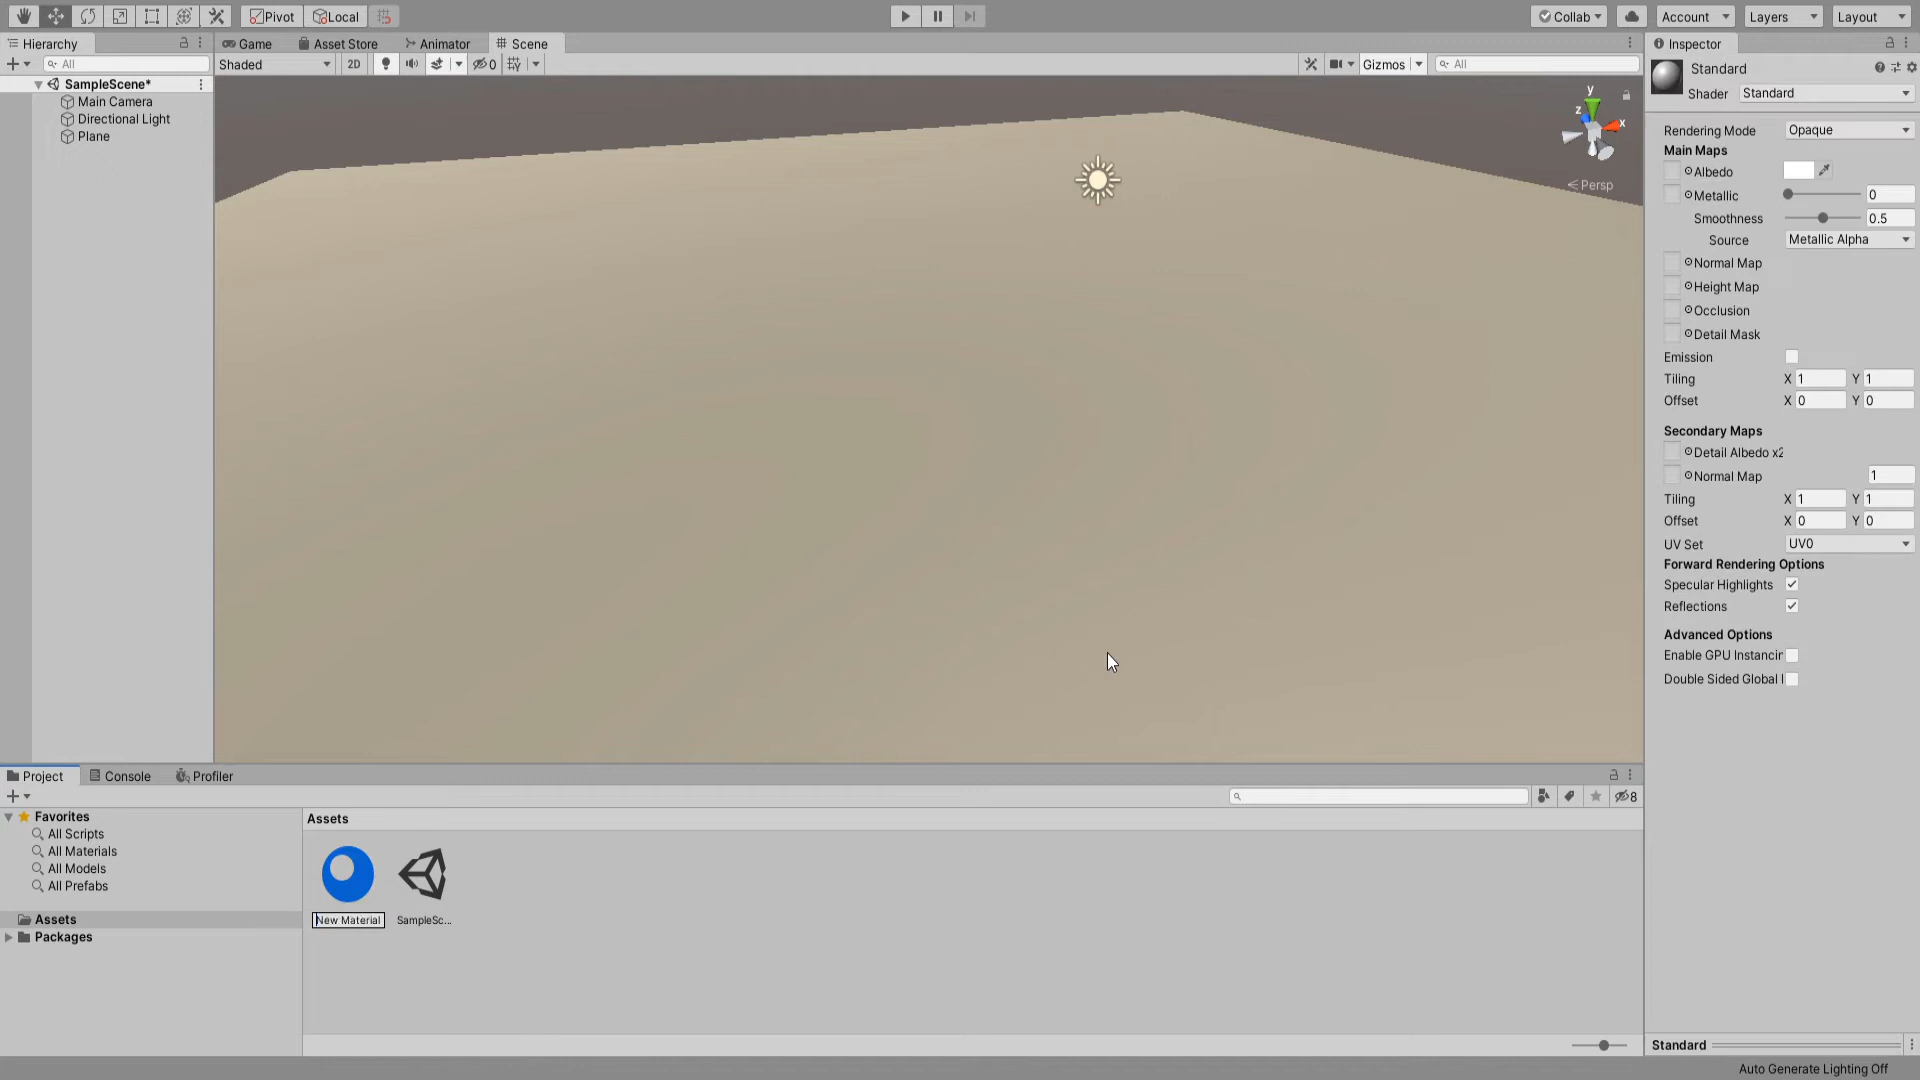 Pivot Local Collab Account Layers Layout
Hierarchy
All
SampleScene*
Main Camera
Directional Light
Plane
Game Asset Store Animator Scene
Shaded 2D 0 Gizmos All
y
z
x
Persp
Inspector
Standard
Shader Standard
Rendering Mode Opaque
Main Maps
Albedo
Metallic 0
Smoothness 0.5
Source Metallic Alpha
Normal Map
Height Map
Occlusion
Detail Mask
Emission
Tiling X 1 Y 1
Offset X 0 Y 0
Secondary Maps
Detail Albedo x2
Normal Map 1
Tiling X 1 Y 1
Offset X 0 Y 0
UV Set UV0
Forward Rendering Options
Specular Highlights
Reflections
Advanced Options
Enable GPU Instancin
Double Sided Global I
Project Console Profiler
8
Favorites
All Scripts
All Materials
All Models
All Prefabs
Assets
Packages
Assets
New Material SampleSc...
Standard
Auto Generate Lighting Off